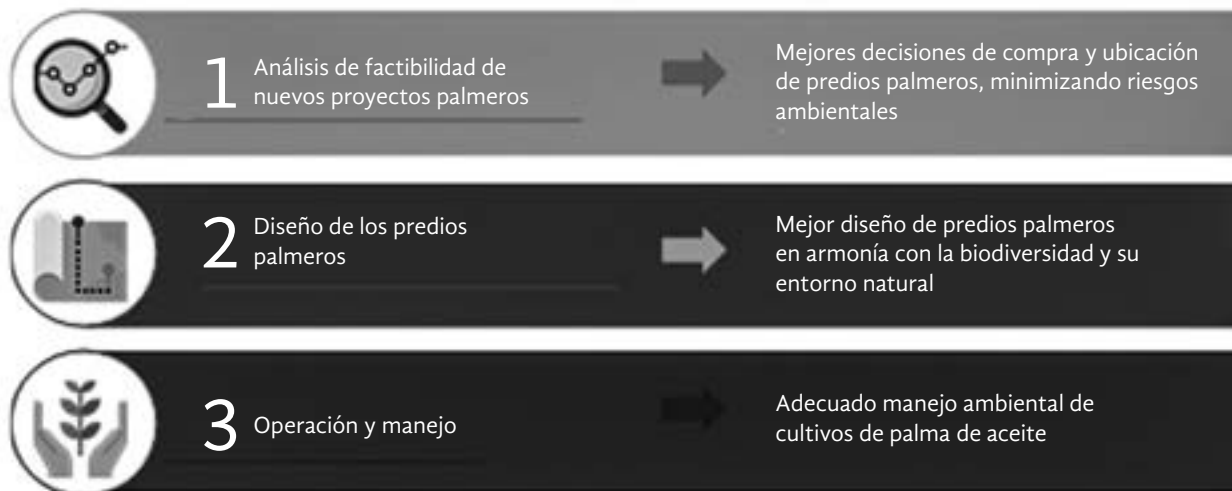 1
Análisis de factibilidad de
nuevos proyectos palmeros
Mejores decisiones de compra y ubicación
de predios palmeros, minimizando riesgos
ambientales
2
Diseño de los predios
palmeros
Mejor diseño de predios palmeros
en armonía con la biodiversidad y su
entorno natural
3
Operación y manejo
Adecuado manejo ambiental de
cultivos de palma de aceite